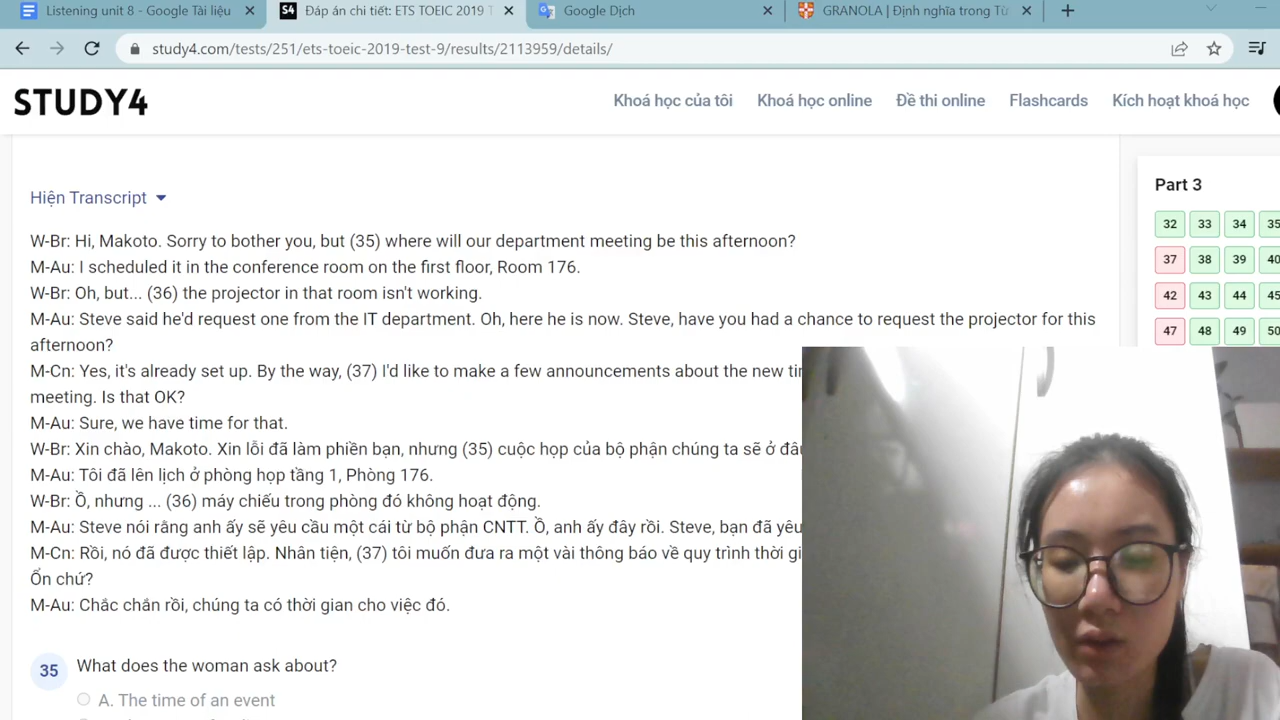 Listening unit 8 - Google Tài liệu
S4 Đáp án chi tiết: ETS TOEIC 2019
Google Dịch
GRANOLA | Định nghĩa trong
study4.com/tests/251/ets-toeic-2019-test-9/results/2113959/details/
STUDY4
Khoá học của tôi
Khoá học online
Đề thi online
Flashcards
Kích hoạt khoá học
Hiện Transcript
W-Br: Hi, Makoto. Sorry to bother you, but (35) where will our department meeting be this afternoon?
M-Au: I scheduled it in the conference room on the first floor, Room 176.
W-Br: Oh, but... (36) the projector in that room isn't working.
M-Au: Steve said he'd request one from the IT department. Oh, here he is now. Steve, have you had a chance to request the projector for this
afternoon?
M-Cn: Yes, it's already set up. By the way, (37) I'd like to make a few announcements about the new
meeting. Is that OK?
M-Au: Sure, we have time for that.
W-Br: Xin chào, Makoto. Xin lỗi đã làm phiền bạn, nhưng (35) cuộc họp của bộ phận chúng ta sẽ ở
M-Au: Tôi đã lên lịch ở phòng họp tầng 1, Phòng 176.
W-Br: Ồ, nhưng ... (36) máy chiếu trong phòng đó không hoạt động.
M-Au: Steve nói rằng anh ấy sẽ yêu cầu một cái từ bộ phận CNTT. Ồ, anh ấy đây rồi. Steve, bạn đã
M-Cn: Rồi, nó đã được thiết lập. Nhân tiện, (37) tôi muốn đưa ra một vài thông báo về quy trình thời
Ổn chứ?
M-Au: Chắc chắn rồi, chúng ta có thời gian cho việc đó.
35 What does the woman ask about?
A. The time of an event
Part 3
32 33 34 35
37 38 39 40
42 43 44 45
47 48 49 50